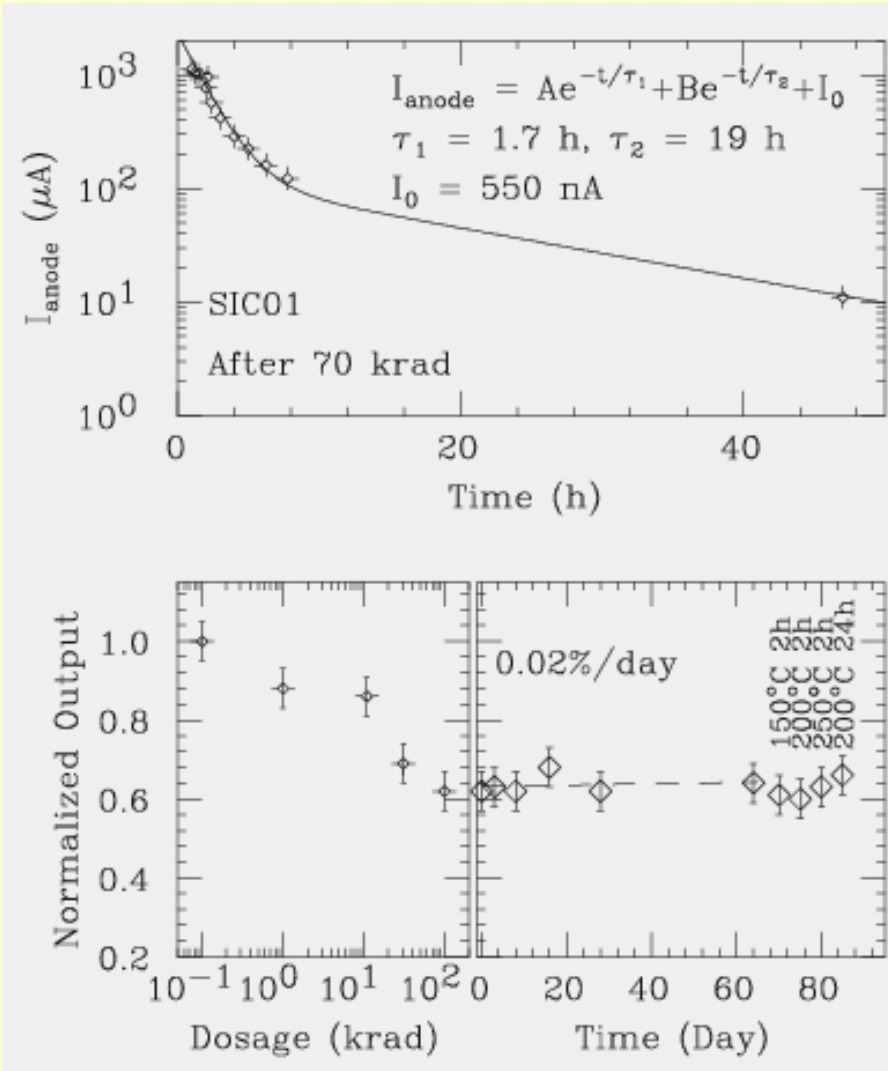 10³
10²
10¹
10⁰
I_anode (μA)
I_anode = Ae^{-t/τ₁}+Be^{-t/τ₂}+I₀
τ₁ = 1.7 h, τ₂ = 19 h
I₀ = 550 nA
SIC01
After 70 krad
0 20 40
Time (h)
Normalized Output
1.0
0.8
0.6
0.4
0.2
0.02%/day
150°C 2h
200°C 2h
250°C 2h
200°C 24h
10⁻¹ 10⁰ 10¹ 10² 0 20 40 60 80
Dosage (krad) Time (Day)